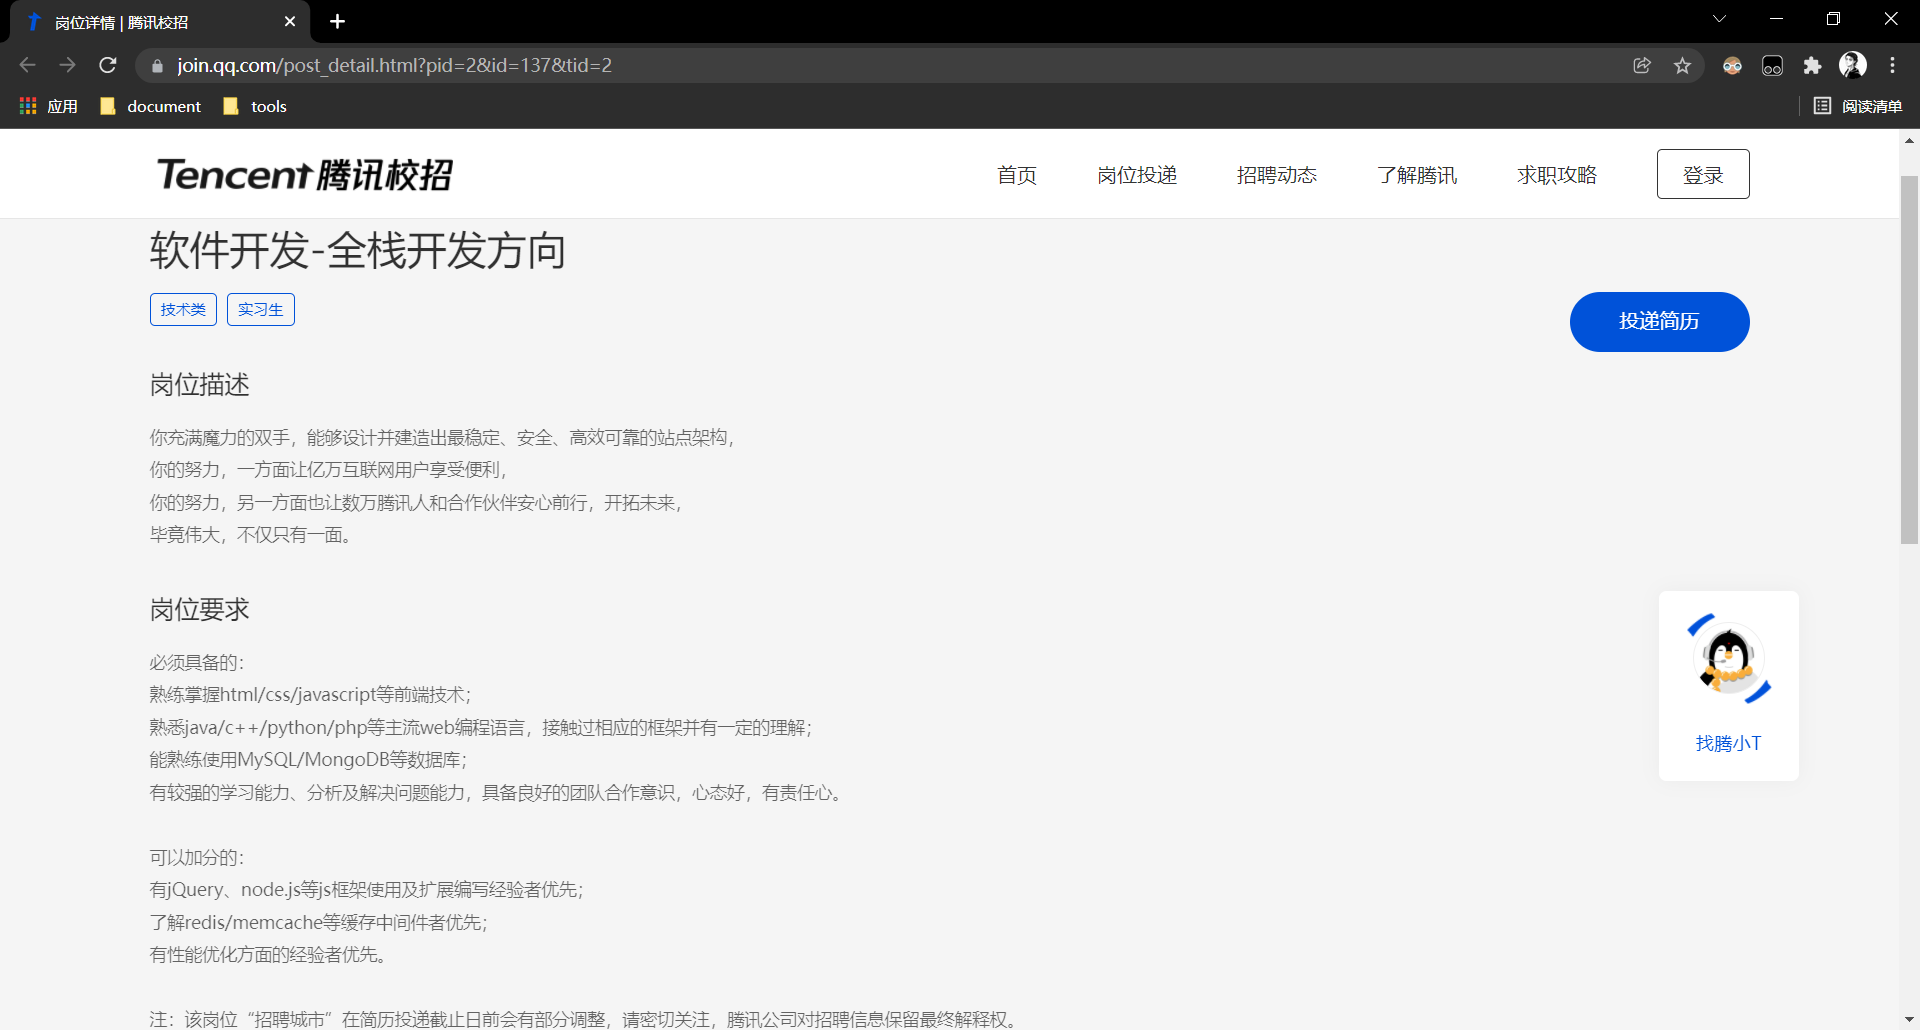 岗位详情 | 腾讯校招
join.qq.com/post_detail.html?pid=2&id=137&tid=2
应用 document tools 阅读清单
Tencent 腾讯校招 首页 岗位投递 招聘动态 了解腾讯 求职攻略 登录
软件开发-全栈开发方向
技术类 实习生
投递简历
岗位描述
你充满魔力的双手，能够设计并建造出最稳定、安全、高效可靠的站点架构，
你的努力，一方面让亿万互联网用户享受便利，
你的努力，另一方面也让数万腾讯人和合作伙伴安心前行，开拓未来，
毕竟伟大，不仅只有一面。
岗位要求
必须具备的：
熟练掌握html/css/javascript等前端技术；
熟悉java/c++/python/php等主流web编程语言，接触过相应的框架并有一定的理解；
能熟练使用MySQL/MongoDB等数据库；
有较强的学习能力、分析及解决问题能力，具备良好的团队合作意识，心态好，有责任心。
找腾小T
可以加分的：
有jQuery、node.js等js框架使用及扩展编写经验者优先；
了解redis/memcache等缓存中间件者优先；
有性能优化方面的经验者优先。
注：该岗位“招聘城市”在简历投递截止日前会有部分调整，请密切关注，腾讯公司对招聘信息保留最终解释权。